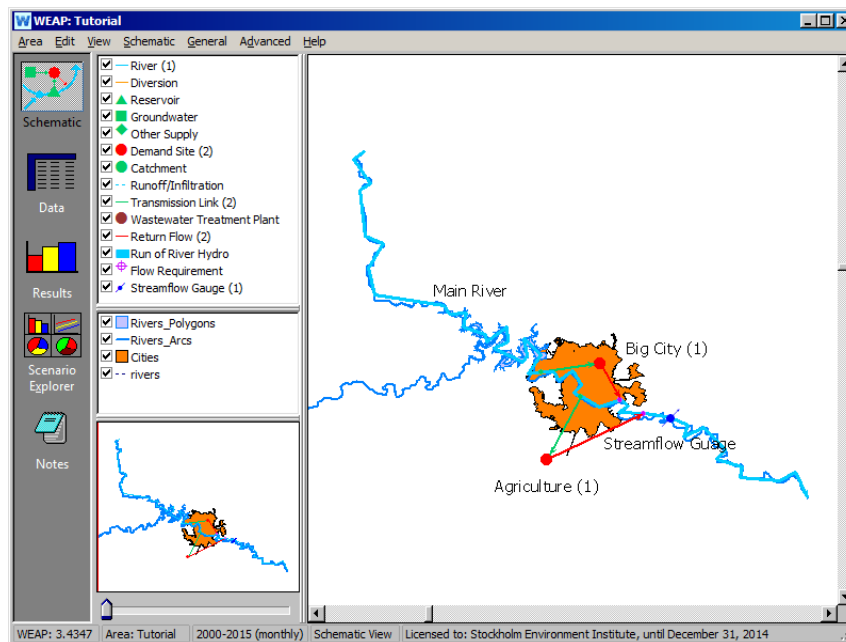 WEAP: Tutorial
Area Edit View Schematic General Advanced Help
Schematic
Data
Results
Scenario
Explorer
Notes
River (1)
Diversion
Reservoir
Groundwater
Other Supply
Demand Site (2)
Catchment
Runoff/Infiltration
Transmission Link (2)
Wastewater Treatment Plant
Return Flow (2)
Run of River Hydro
Flow Requirement
Streamflow Gauge (1)
Rivers_Polygons
Rivers_Arcs
Cities
rivers
Main River
Big City (1)
Streamflow Guage
Agriculture (1)
WEAP: 3.4347 Area: Tutorial 2000-2015 (monthly) Schematic View Licensed to: Stockholm Environment Institute, until December 31, 2014